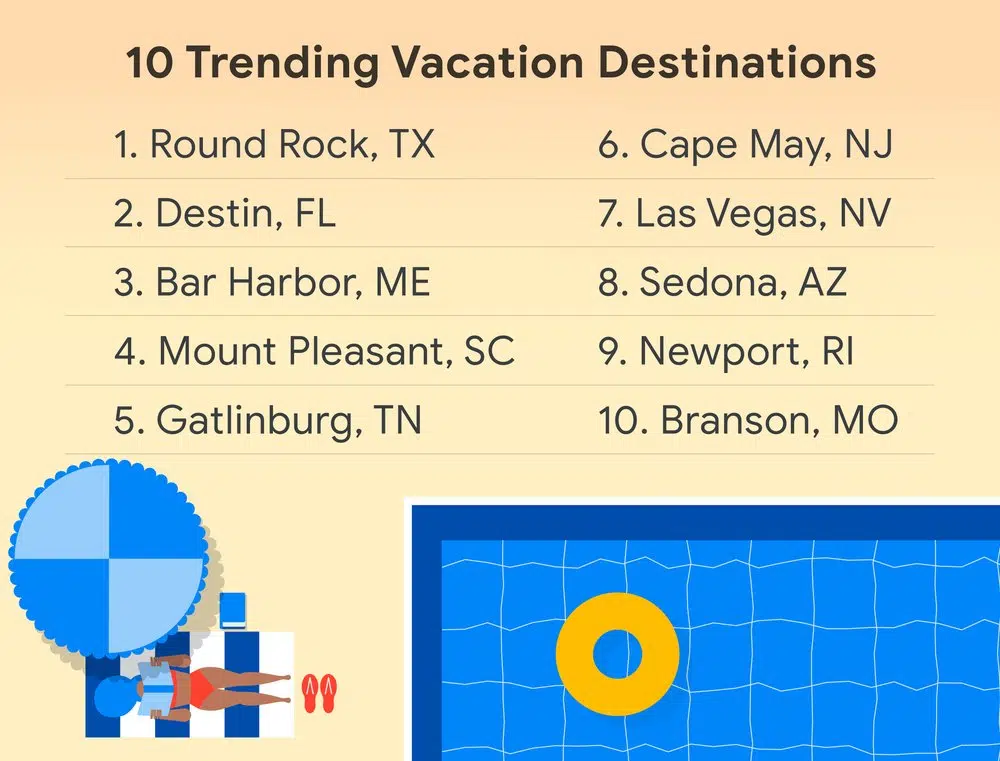 10 Trending Vacation Destinations
1. Round Rock, TX
2. Destin, FL
3. Bar Harbor, ME
4. Mount Pleasant, SC
5. Gatlinburg, TN
6. Cape May, NJ
7. Las Vegas, NV
8. Sedona, AZ
9. Newport, RI
10. Branson, MO